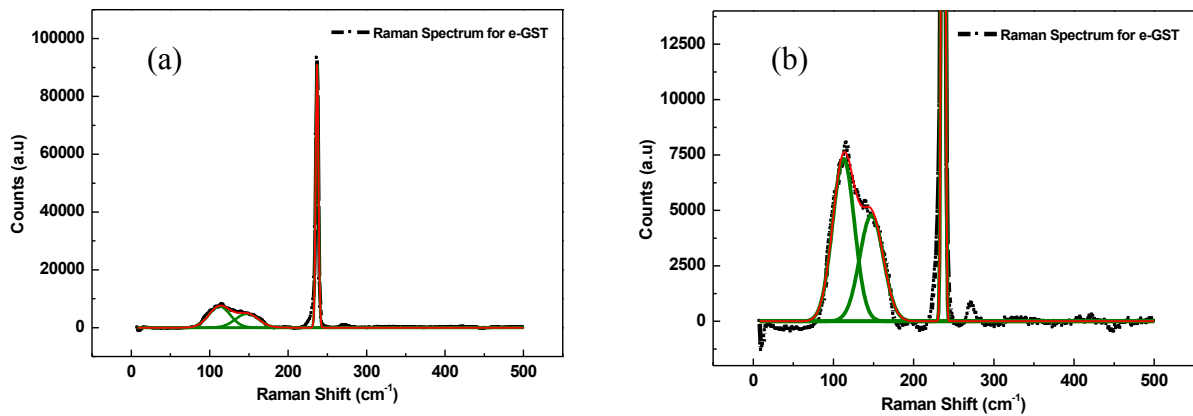 (a)
Raman Spectrum for e-GST
100000
80000
60000
40000
20000
0
Counts (a.u)
0 100 200 300 400 500
Raman Shift (cm⁻¹)
(b)
Raman Spectrum for e-GST
12500
10000
7500
5000
2500
0
Counts (a.u)
0 100 200 300 400 500
Raman Shift (cm⁻¹)